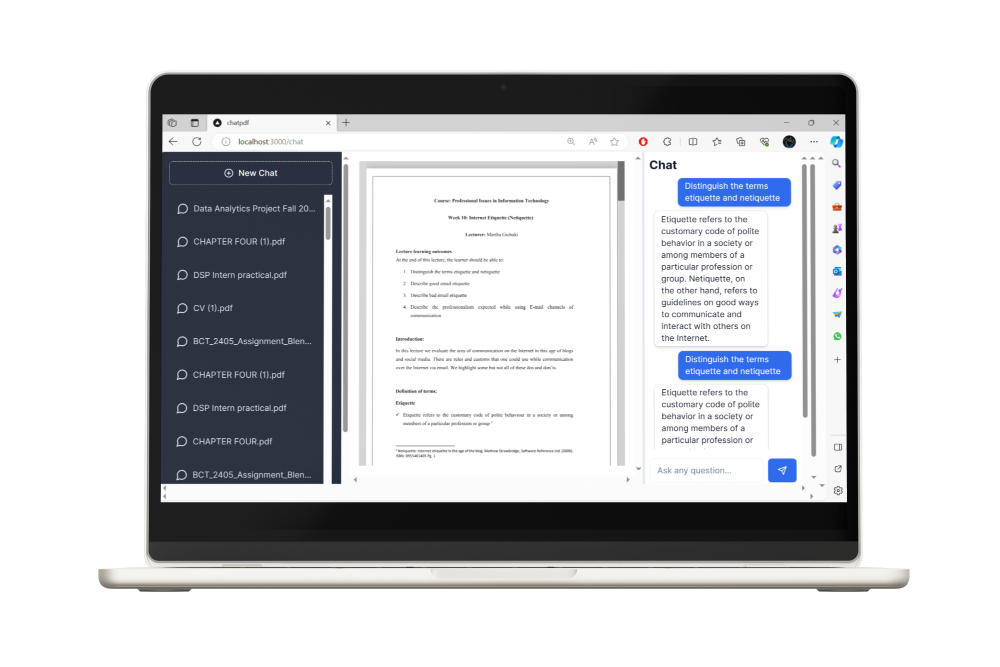 chatpdf
localhost:3000/chat
New Chat
Data Analytics Project Fall 20...
CHAPTER FOUR (1).pdf
DSP Intern practical.pdf
CV (1).pdf
BCT_2405_Assignment_Blen...
CHAPTER FOUR (1).pdf
DSP Intern practical.pdf
CHAPTER FOUR.pdf
BCT_2405_Assignment_Blen...
Course: Professional Issues in Information Technology
Week 10: Internet Etiquette (Netiquette)
Lecturer: Martha Gichuki
Lecture learning outcomes
At the end of this lecture, the learner should be able to:
1. Distinguish the terms etiquette and netiquette
2 Describe good email etiquette
3. Describe bad email etiquette
4. Describe the professionalism expected while using E-mail channels of
communication
Introduction:
In this lecture we evaluate the area of communication on the Internet in this age of blogs
and social media. There are rules and customs that one could use while communication
over the Internet via email. We highlight some but not all of these dos and don'ts.
Definition of terms:
Etiquette
✓ Etiquette refers to the customary code of polite behaviour in a society or among
members of a particular profession or group
Netiquette: Internet etiquette in the age of the blog, Mathew Strawbridge, Software Reference Ltd (2006).
Chat
Distinguish the terms
etiquette and netiquette
Etiquette refers to the
customary code of polite
behavior in a society or
among members of a
particular profession or
group. Netiquette, on
the other hand, refers to
guidelines on good ways
to communicate and
interact with others on
the Internet.
Distinguish the terms
etiquette and netiquette
Etiquette refers to the
customary code of polite
behavior in a society or
among members of a
particular profession or
Ask any question...